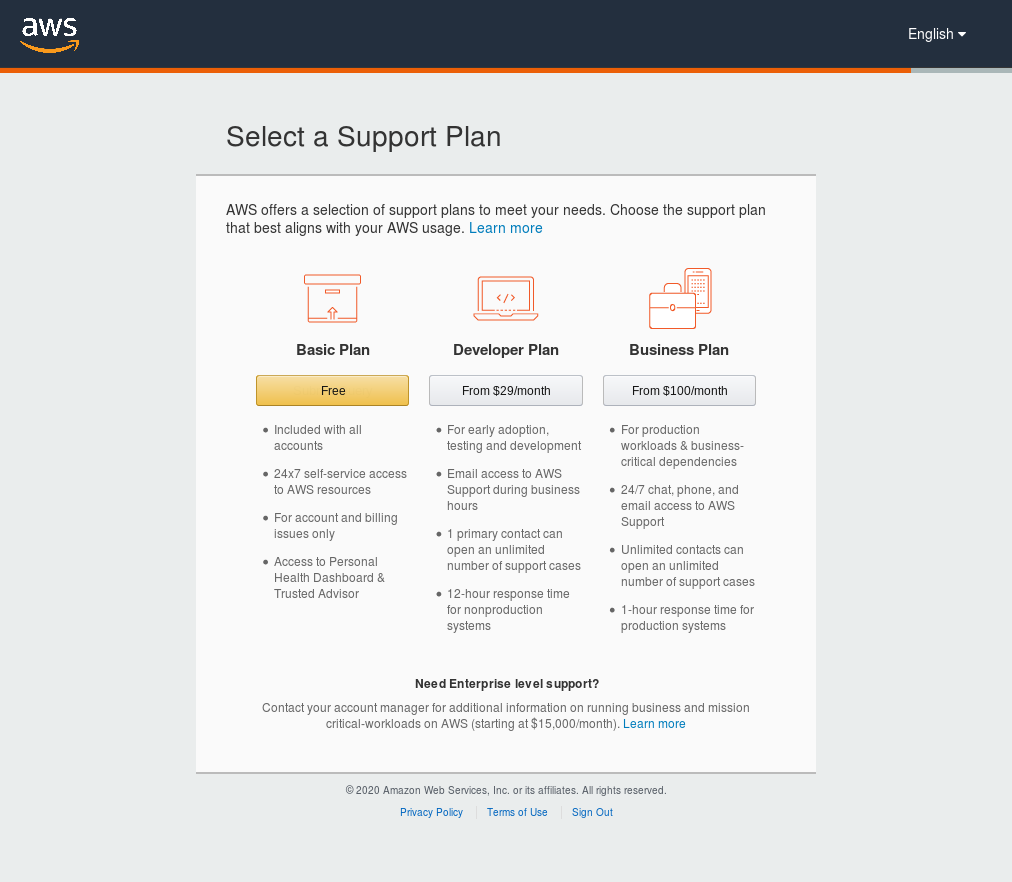 aws
English
Select a Support Plan
AWS offers a selection of support plans to meet your needs. Choose the support plan
that best aligns with your AWS usage. Learn more
</>
Basic Plan
Free
Included with all
accounts
24x7 self-service access
to AWS resources
For account and billing
issues only
Access to Personal
Health Dashboard &
Trusted Advisor
Developer Plan
From $29/month
For early adoption,
testing and development
Email access to AWS
Support during business
hours
1 primary contact can
open an unlimited
number of support cases
12-hour response time
for nonproduction
systems
Business Plan
From $100/month
For production
workloads & business-
critical dependencies
24/7 chat, phone, and
email access to AWS
Support
Unlimited contacts can
open an unlimited
number of support cases
1-hour response time for
production systems
Need Enterprise level support?
Contact your account manager for additional information on running business and mission
critical-workloads on AWS (starting at $15,000/month). Learn more
© 2020 Amazon Web Services, Inc. or its affiliates. All rights reserved.
Privacy Policy | Terms of Use | Sign Out